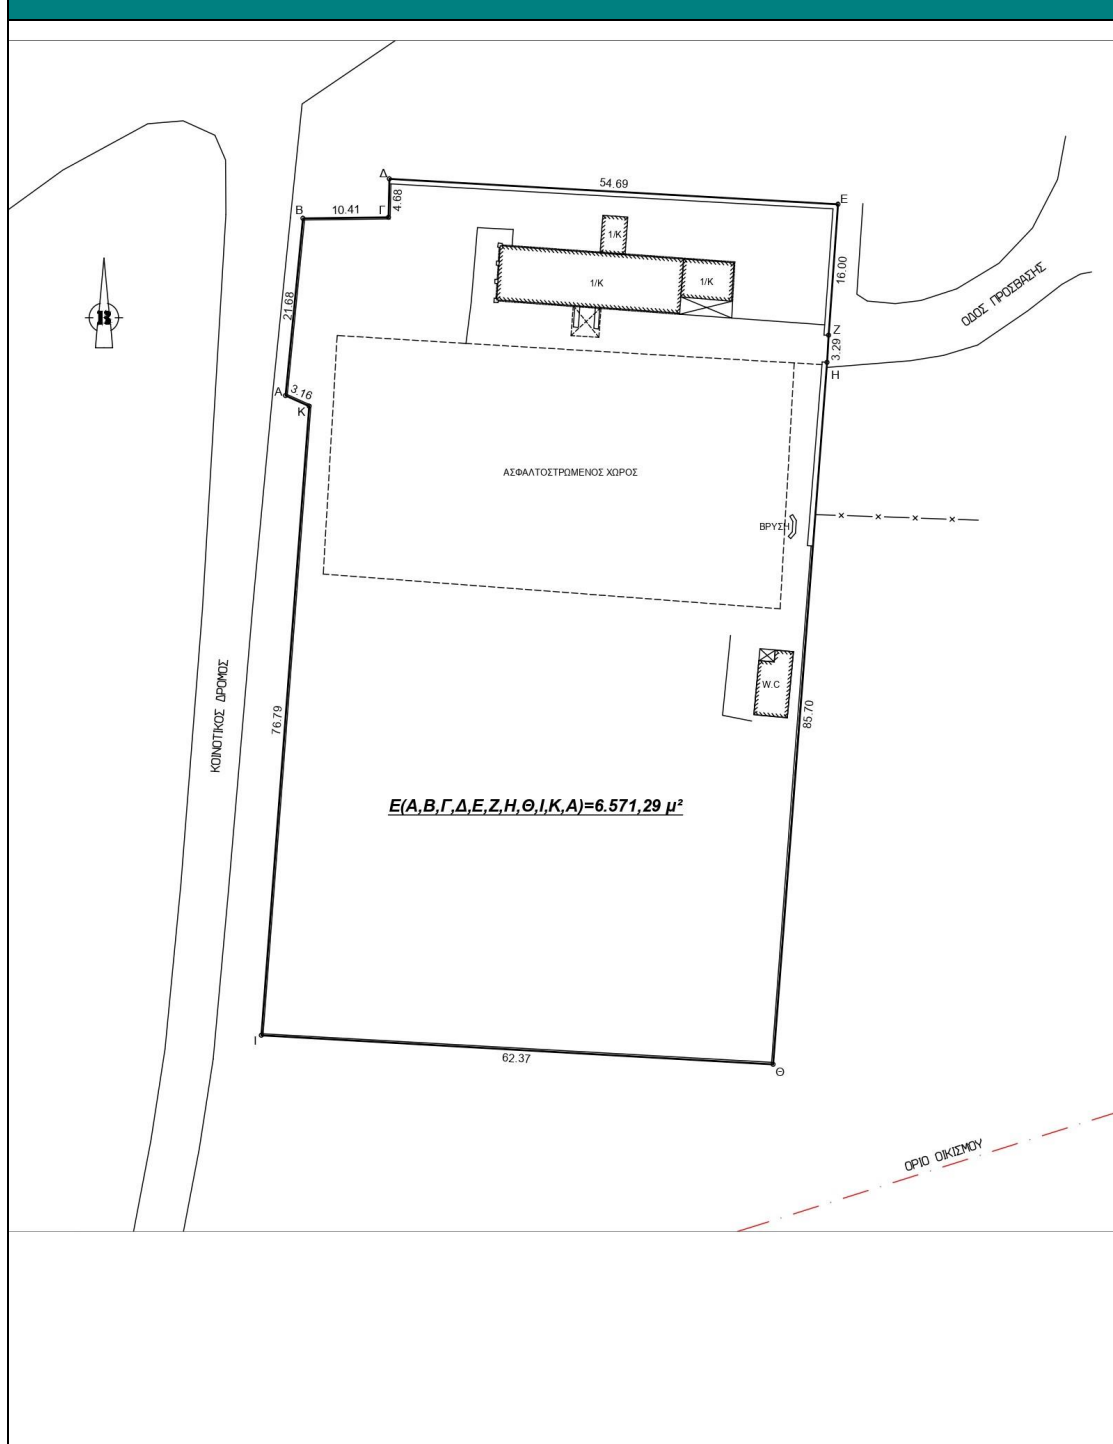 Δ
54.69
Ε
4.68
Β
10.41
Γ
1/Κ
16.00
1/Κ
1/Κ
ΟΔΟΣ ΠΡΟΣΒΑΣΗΣ
21.68
Ζ
3.29
Η
Α
3.16
Κ
ΑΣΦΑΛΤΟΣΤΡΩΜΕΝΟΣ ΧΩΡΟΣ
ΒΡΥΣΗ
ΚΟΙΝΟΤΙΚΟΣ ΔΡΟΜΟΣ
W.C
76.79
85.70
Ε(Α,Β,Γ,Δ,Ε,Ζ,Η,Θ,Ι,Κ,Α)=6.571,29 μ²
Ι
62.37
Θ
ΟΡΙΟ ΟΙΚΙΣΜΟΥ